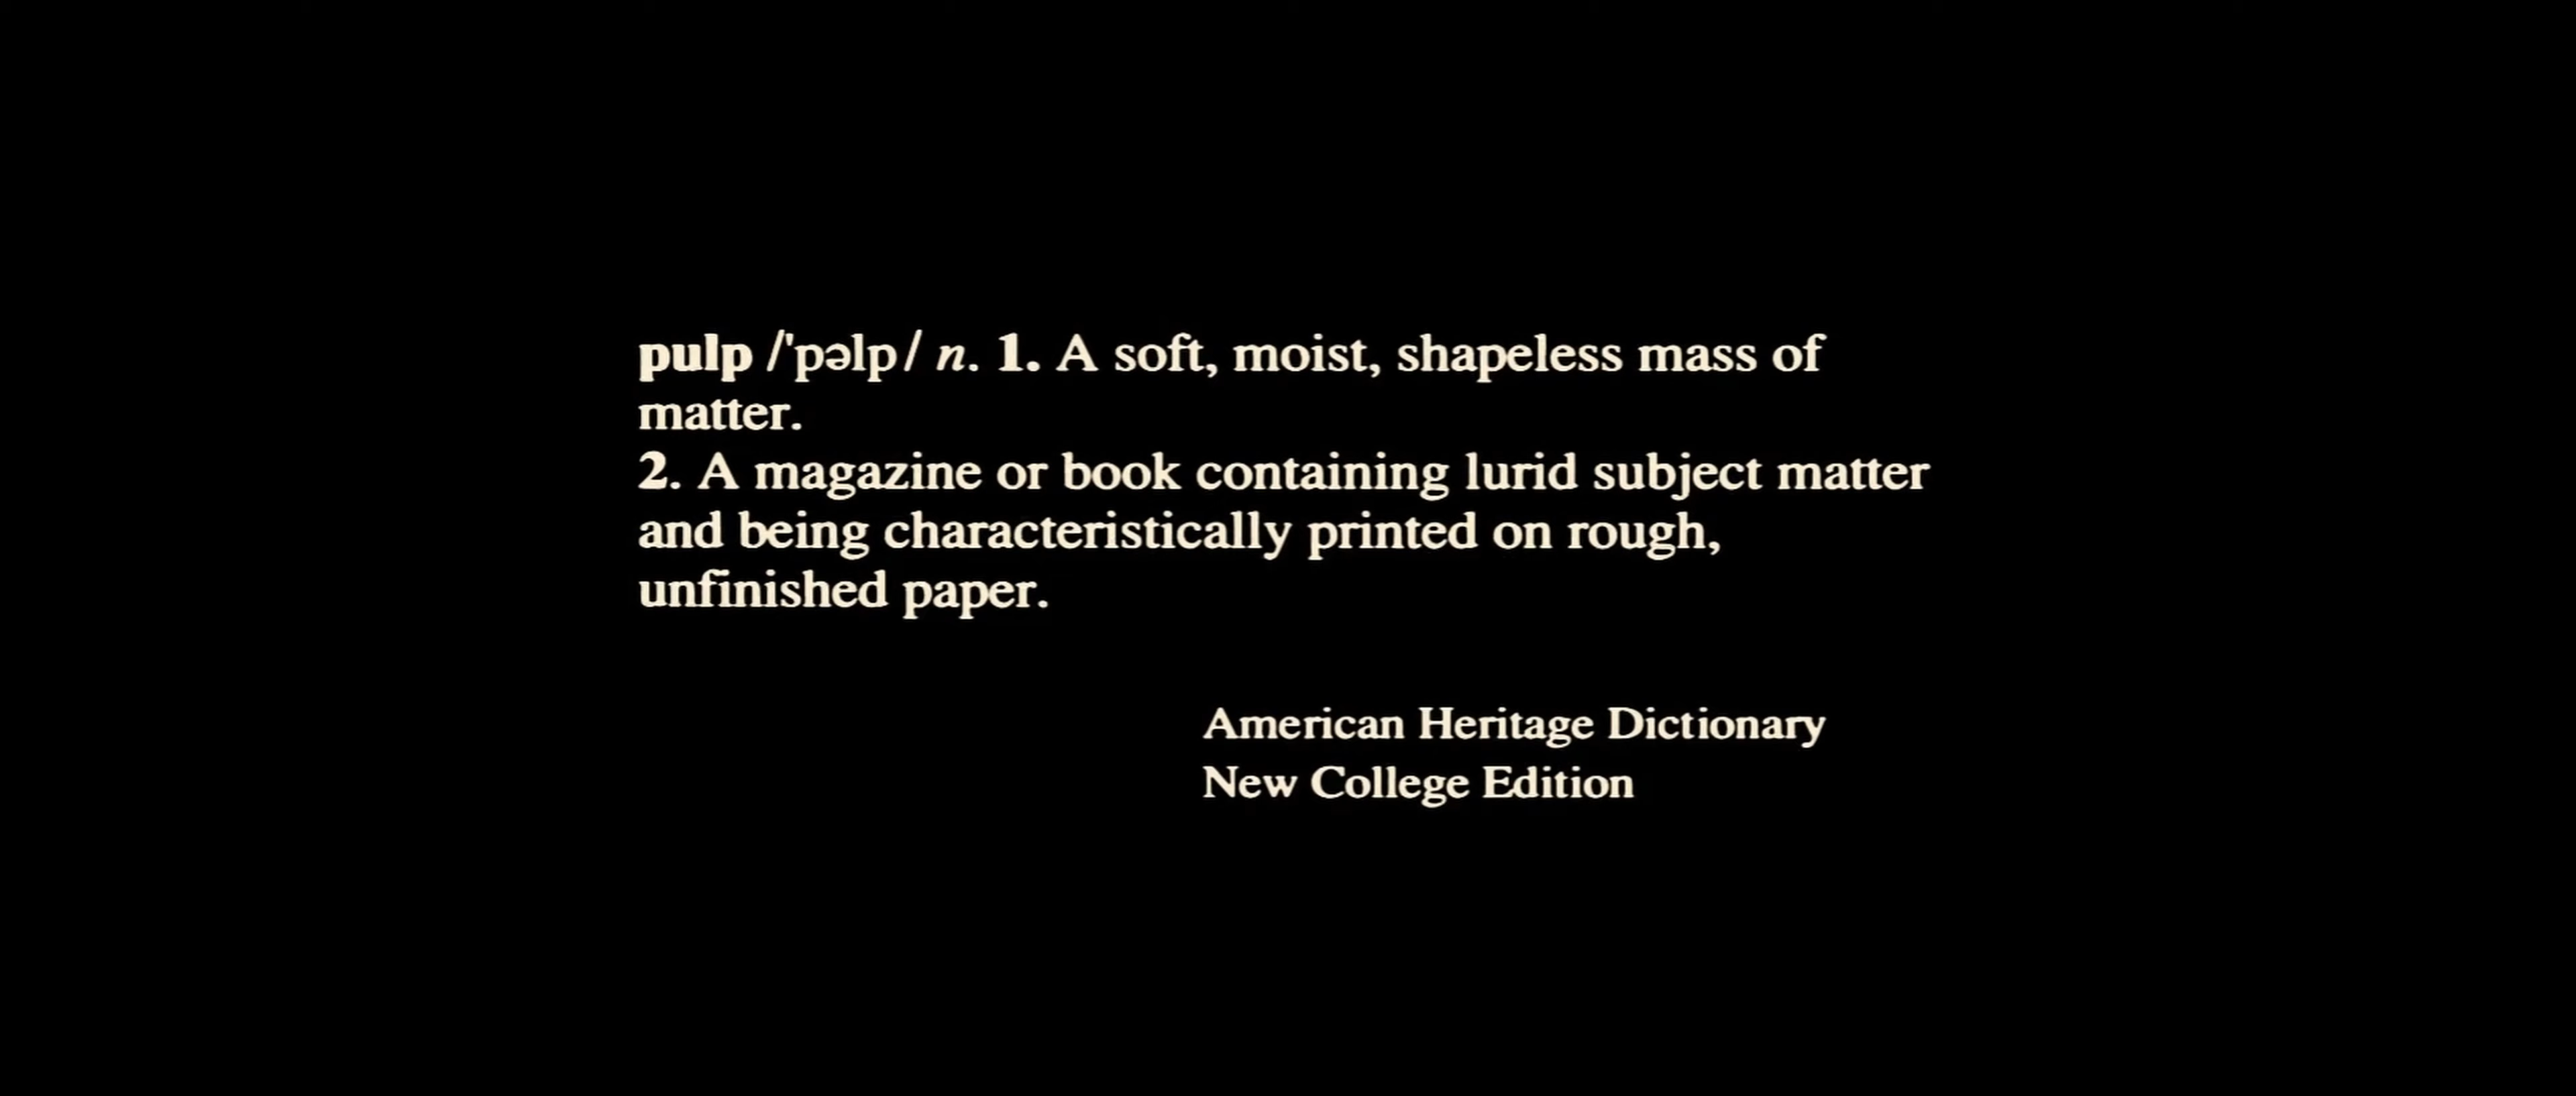 pulp /'pəlp/ n. 1. A soft, moist, shapeless mass of
matter.
2. A magazine or book containing lurid subject matter
and being characteristically printed on rough,
unfinished paper.
American Heritage Dictionary
New College Edition